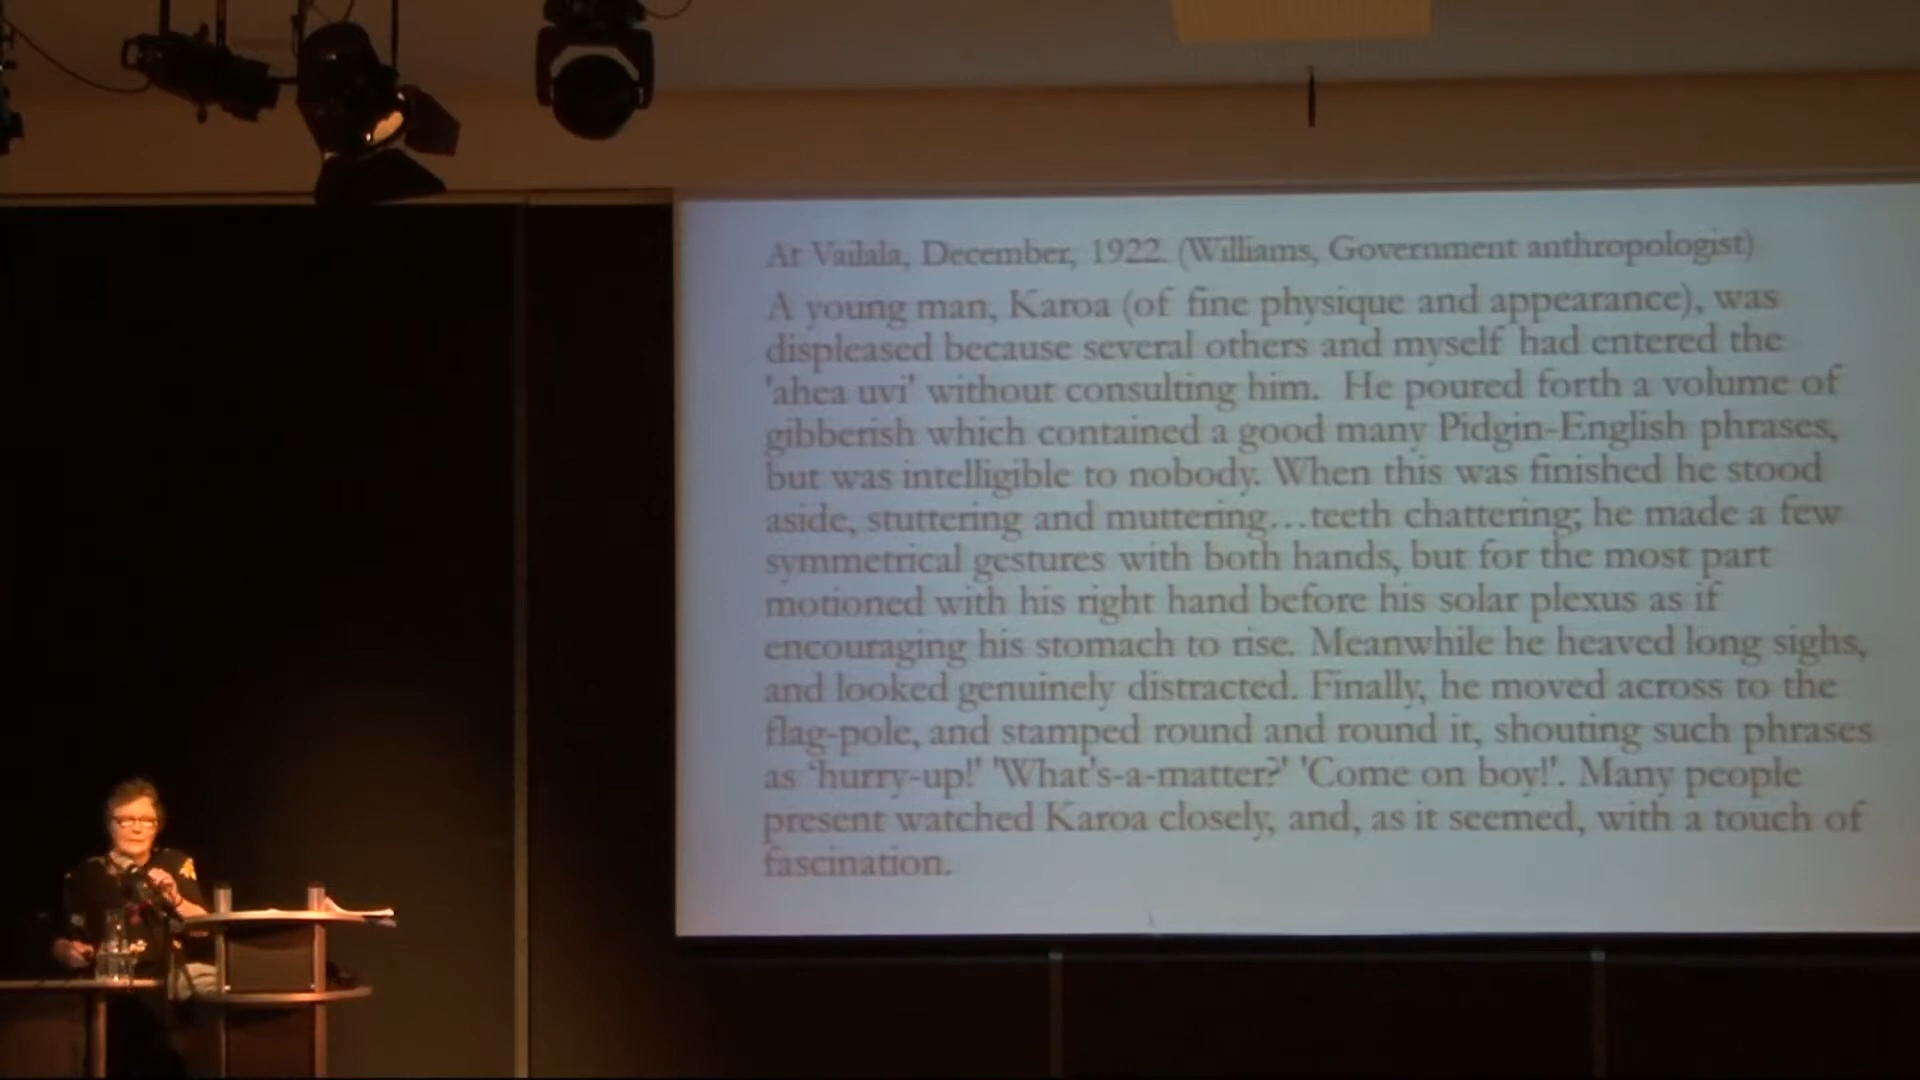 At Vailala, December, 1922. (Williams, Government anthropologist)
A young man, Karoa (of fine physique and appearance), was
displeased because several others and myself had entered the
'ahea uvi' without consulting him. He poured forth a volume of
gibberish which contained a good many Pidgin-English phrases,
but was intelligible to nobody. When this was finished he stood
aside, stuttering and muttering…teeth chattering; he made a few
symmetrical gestures with both hands, but for the most part
motioned with his right hand before his solar plexus as if
encouraging his stomach to rise. Meanwhile he heaved long sighs,
and looked genuinely distracted. Finally, he moved across to the
flag-pole, and stamped round and round it, shouting such phrases
as 'hurry-up!' 'What's-a-matter?' 'Come on boy!'. Many people
present watched Karoa closely, and, as it seemed, with a touch of
fascination.